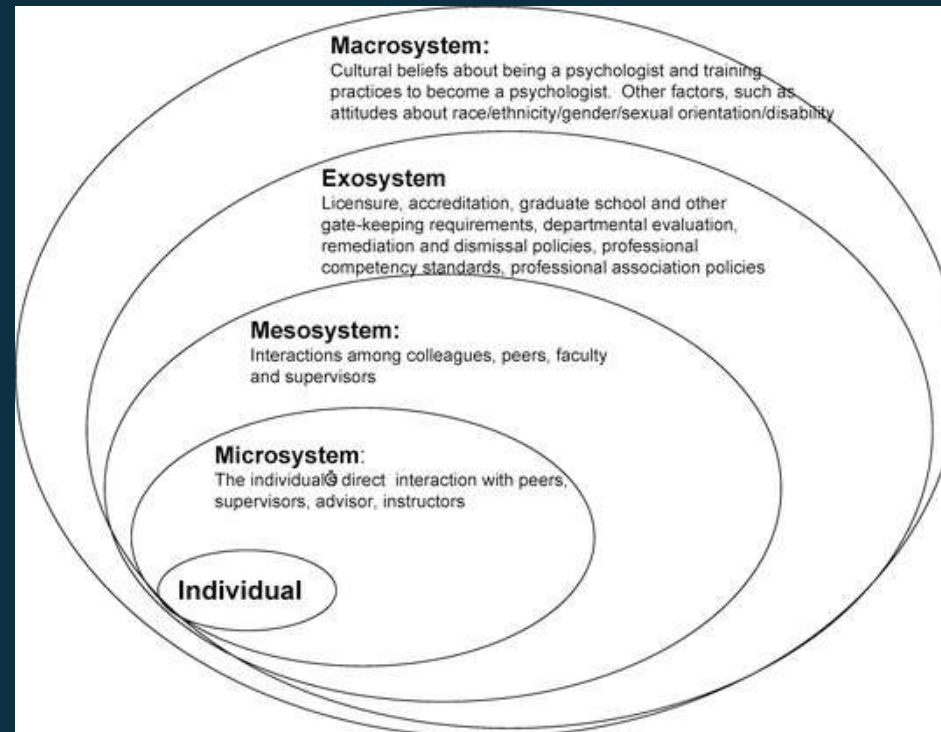 Macrosystem:
Cultural beliefs about being a psychologist and training
practices to become a psychologist.  Other factors, such as
attitudes about race/ethnicity/gender/sexual orientation/disability
Exosystem
Licensure, accreditation, graduate school and other
gate-keeping requirements, departmental evaluation,
remediation and dismissal policies, professional
competency standards, professional association policies
Mesosystem:
Interactions among colleagues, peers, faculty
and supervisors
Microsystem:
The direct  interaction with peers,
supervisors, advisor, instructors
Individual